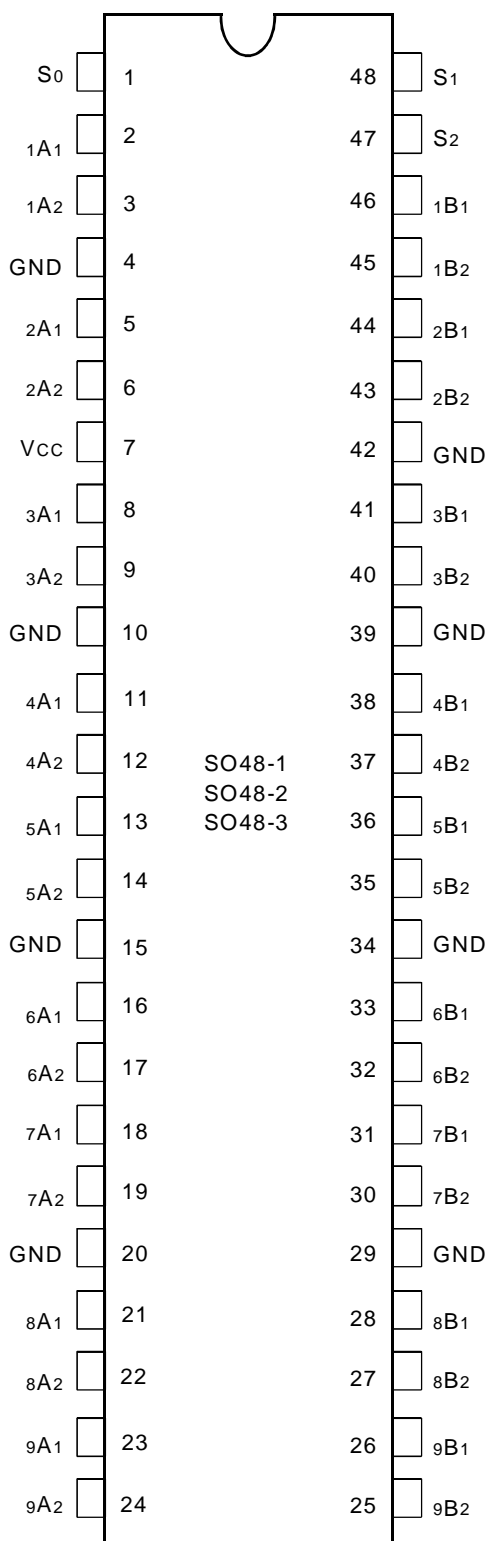 S0 1 48 S1
1A1 2 47 S2
1A2 3 46 1B1
GND 4 45 1B2
2A1 5 44 2B1
2A2 6 43 2B2
VCC 7 42 GND
3A1 8 41 3B1
3A2 9 40 3B2
GND 10 39 GND
4A1 11 38 4B1
4A2 12 SO48-1 37 4B2
SO48-2
5A1 13 SO48-3 36 5B1
5A2 14 35 5B2
GND 15 34 GND
6A1 16 33 6B1
6A2 17 32 6B2
7A1 18 31 7B1
7A2 19 30 7B2
GND 20 29 GND
8A1 21 28 8B1
8A2 22 27 8B2
9A1 23 26 9B1
9A2 24 25 9B2